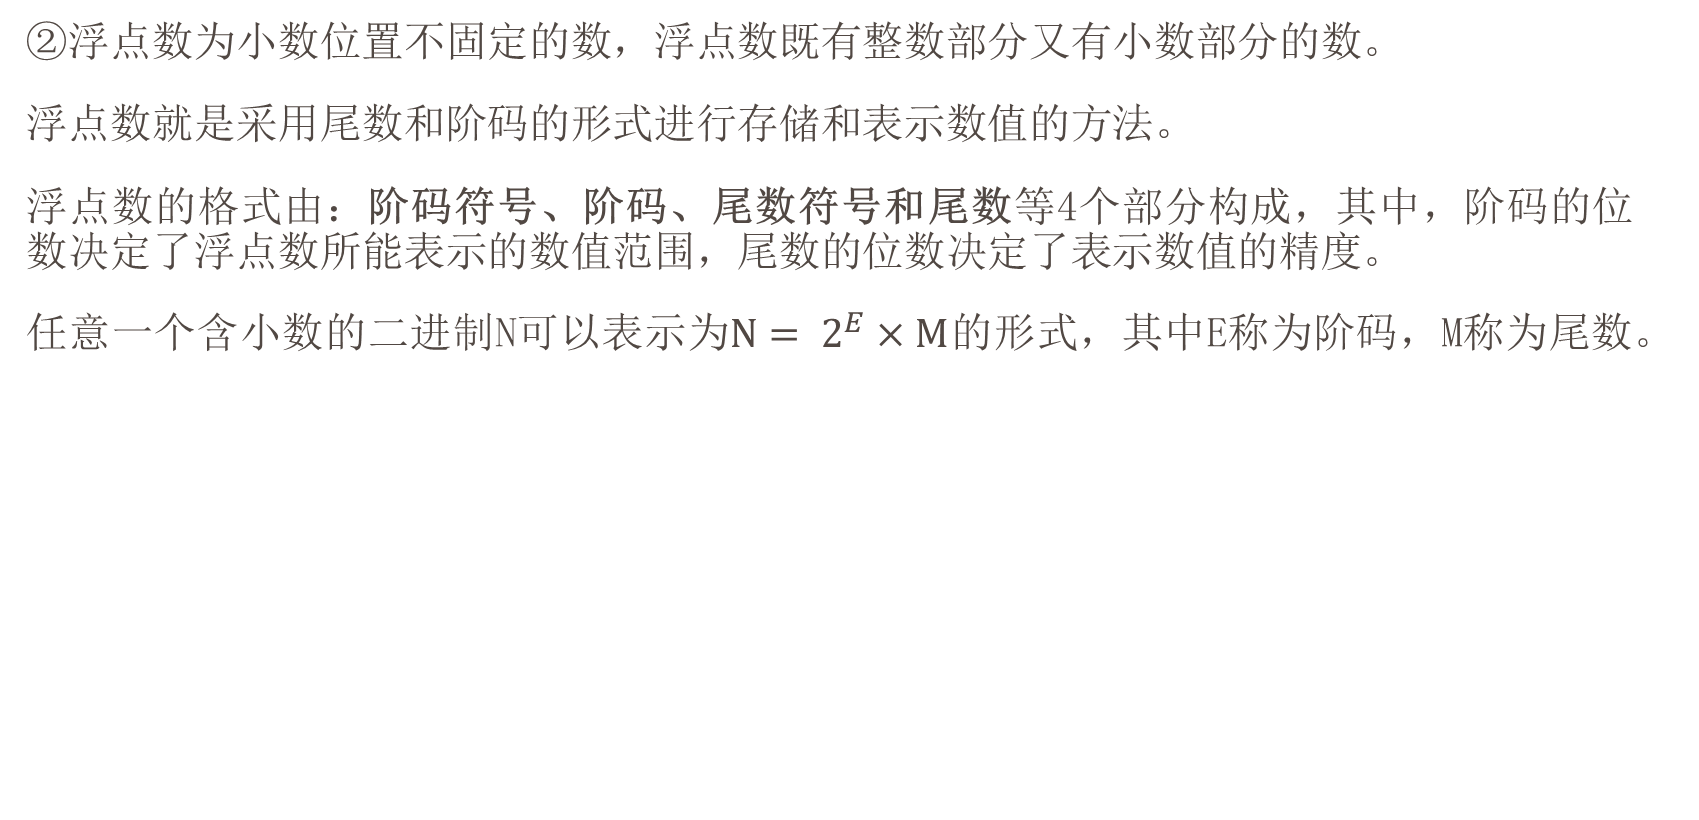 ②浮点数为小数位置不固定的数，浮点数既有整数部分又有小数部分的数。
浮点数就是采用尾数和阶码的形式进行存储和表示数值的方法。
浮点数的格式由：阶码符号、阶码、尾数符号和尾数等4个部分构成，其中，阶码的位
数决定了浮点数所能表示的数值范围，尾数的位数决定了表示数值的精度。
任意一个含小数的二进制N可以表示为N = 2^E × M的形式，其中E称为阶码，M称为尾数。